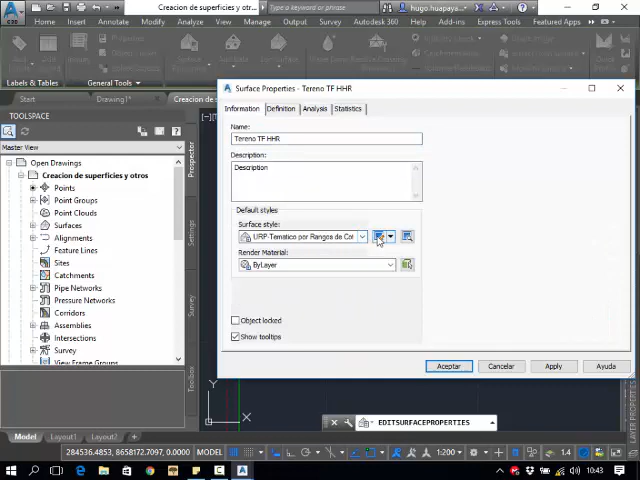 Creacion de superficies y otr...
Type a keyword or phrase
hugo.huapaya...
Home
Insert
Annotate
Modify
Analyze
View
Manage
Output
Survey
Autodesk 360
Help
Add-ins
Express Tools
Featured Apps
Properties
Labels & Tables
General Tools
Start
Drawing1*
Creacion de s
TOOLSPACE
Master View
Open Drawings
Creacion de superficies y otros
Points
Point Groups
Point Clouds
Surfaces
Alignments
Feature Lines
Sites
Catchments
Pipe Networks
Pressure Networks
Corridors
Assemblies
Intersections
Survey
View Frame Groups
Prospector
Settings
Survey
Toolbox
Surface Properties - Tereno TF HHR
Information
Definition
Analysis
Statistics
Name:
Tereno TF HHR
Description:
Description
Default styles
Surface style:
URP-Tematico por Rangos de Cot
Render Material:
ByLayer
Object locked
Show tooltips
Aceptar
Cancelar
Apply
Ayuda
Y
X
EDITSURFACEPROPERTIES
Model
Layout1
Layout2
+
284536.4853, 8658172.7097, 0.0000
MODEL
1:200
1.4
10:43